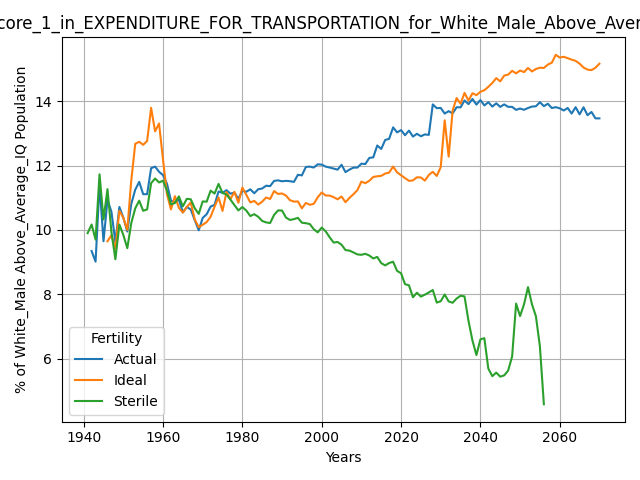 core_1_in_EXPENDITURE_FOR_TRANSPORTATION_for_White_Male_Above_Aver
% of White_Male Above_Average_IQ Population
14
12
10
8
6
Fertility
Actual
Ideal
Sterile
1940 1960 1980 2000 2020 2040 2060
Years